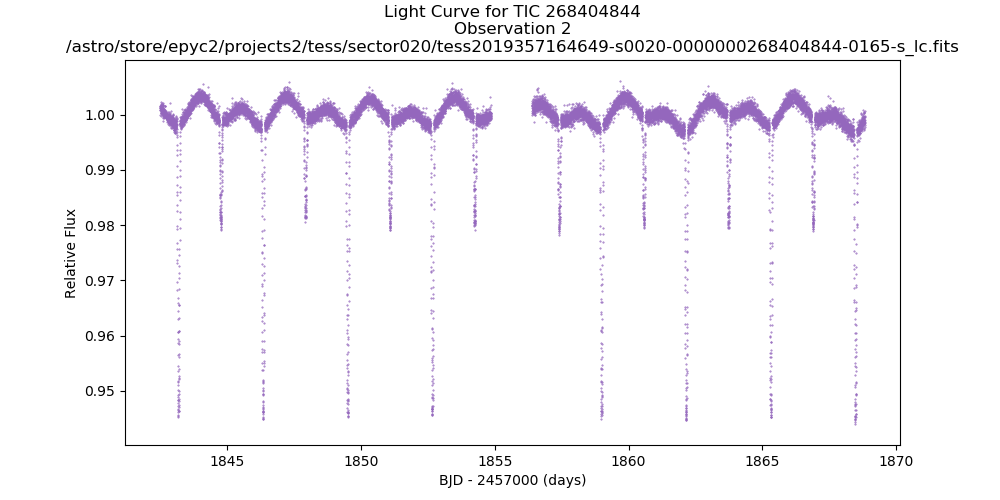 Light Curve for TIC 268404844
Observation 2
/astro/store/epyc2/projects2/tess/sector020/tess2019357164649-s0020-0000000268404844-0165-s_lc.fits
1.00
0.99
0.98
0.97
0.96
0.95
Relative Flux
1845 1850 1855 1860 1865 1870
BJD - 2457000 (days)